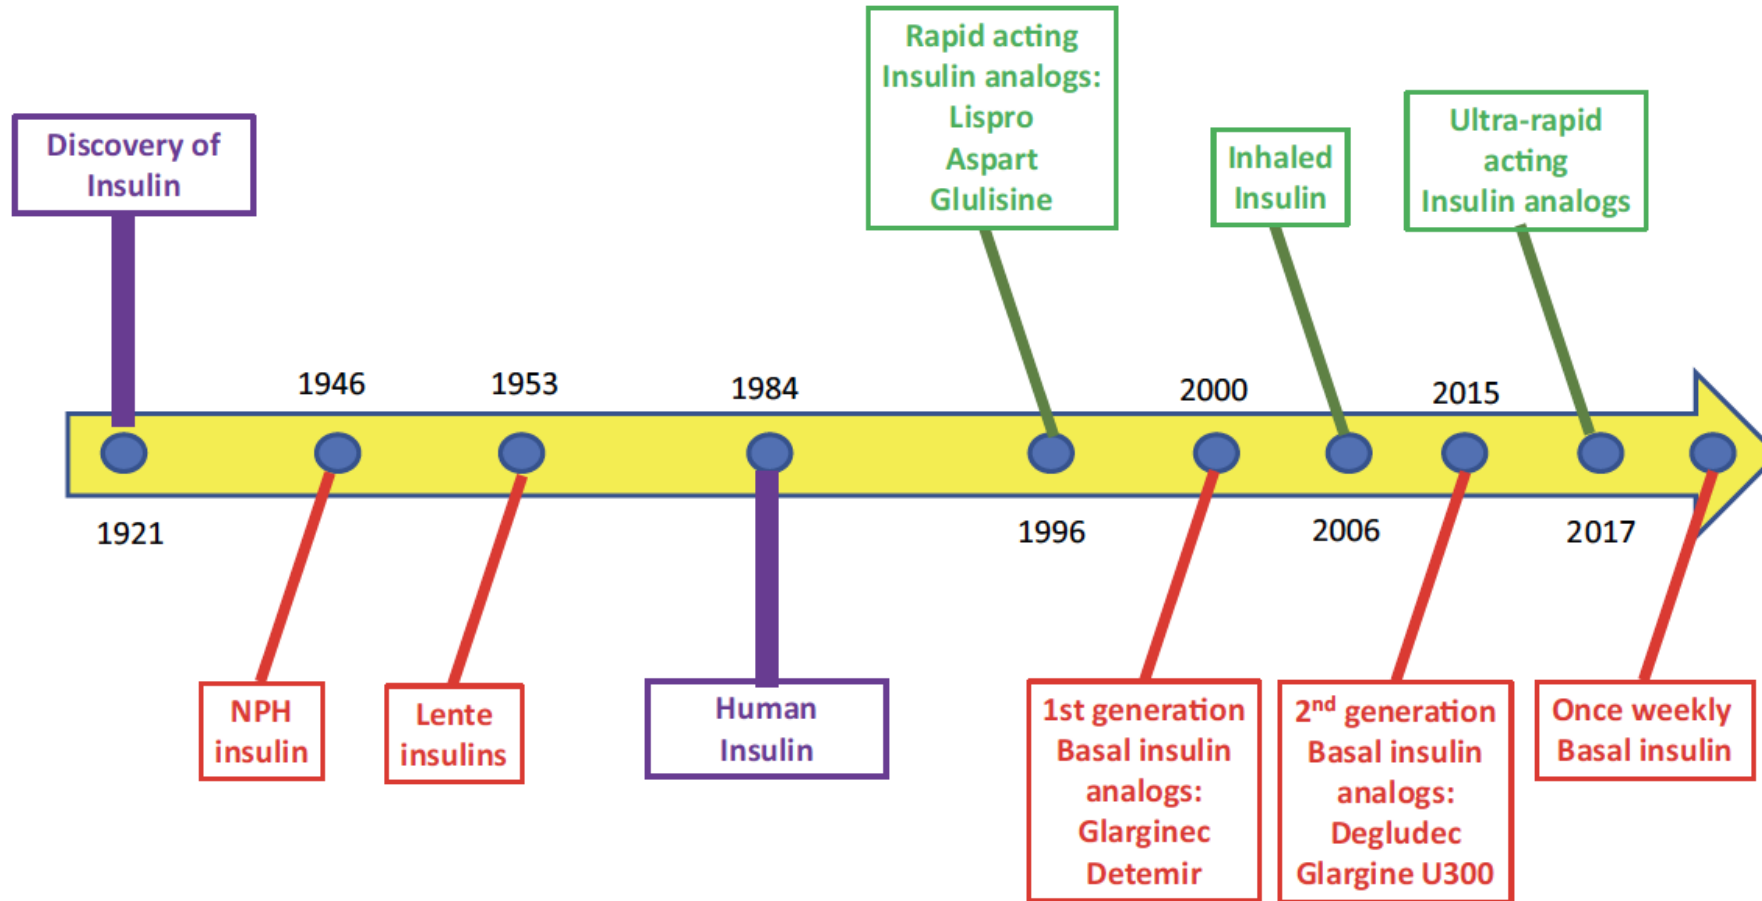 Discovery of
Insulin
Rapid acting
Insulin analogs:
Lispro
Aspart
Glulisine
Inhaled
Insulin
Ultra-rapid
acting
Insulin analogs
1946
1953
1984
2000
2015
1921
1996
2006
2017
NPH
insulin
Lente
insulins
Human
Insulin
1st generation
Basal insulin
analogs:
Glarginec
Detemir
2nd generation
Basal insulin
analogs:
Degludec
Glargine U300
Once weekly
Basal insulin